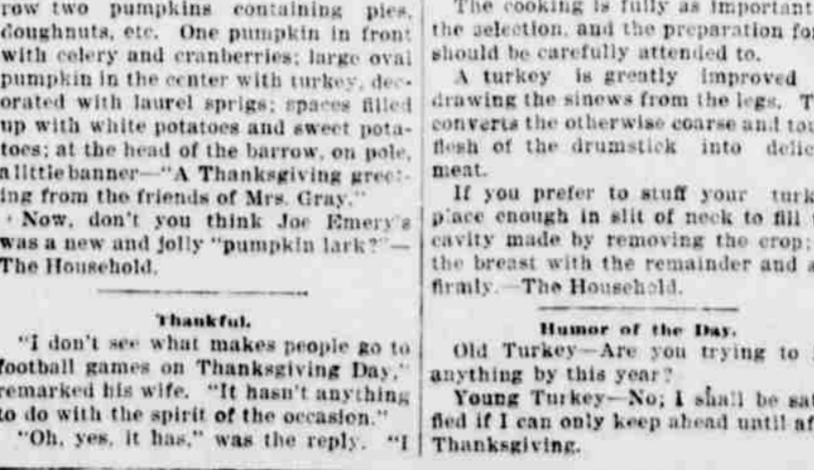 row two pumpkins containing pies,
doughnuts, etc. One pumpkin in front
with celery and cranberries; large oval
pumpkin in the center with turkey, dec-
orated with laurel sprigs; spaces filled
up with white potatoes and sweet pota-
toes; at the head of the barrow, on pole,
a little banner—"A Thanksgiving greet-
ing from the friends of Mrs. Gray."
Now, don't you think Joe Emery's
was a new and jolly "pumpkin lark?"—
The Household.
Thankful.
"I don't see what makes people go to
football games on Thanksgiving Day,"
remarked his wife. "It hasn't anything
to do with the spirit of the occasion."
"Oh, yes, it has," was the reply. "I
The cooking is fully as important
the selection, and the preparation for
should be carefully attended to.
A turkey is greatly improved
drawing the sinews from the legs. T
converts the otherwise coarse and tou
flesh of the drumstick into delic
meat.
If you prefer to stuff your turk
place enough in slit of neck to fill t
cavity made by removing the crop;
the breast with the remainder and s
firmly.—The Household.
Humor of the Day.
Old Turkey—Are you trying to
anything by this year?
Young Turkey—No; I shall be sat
fied if I can only keep ahead until af
Thanksgiving.